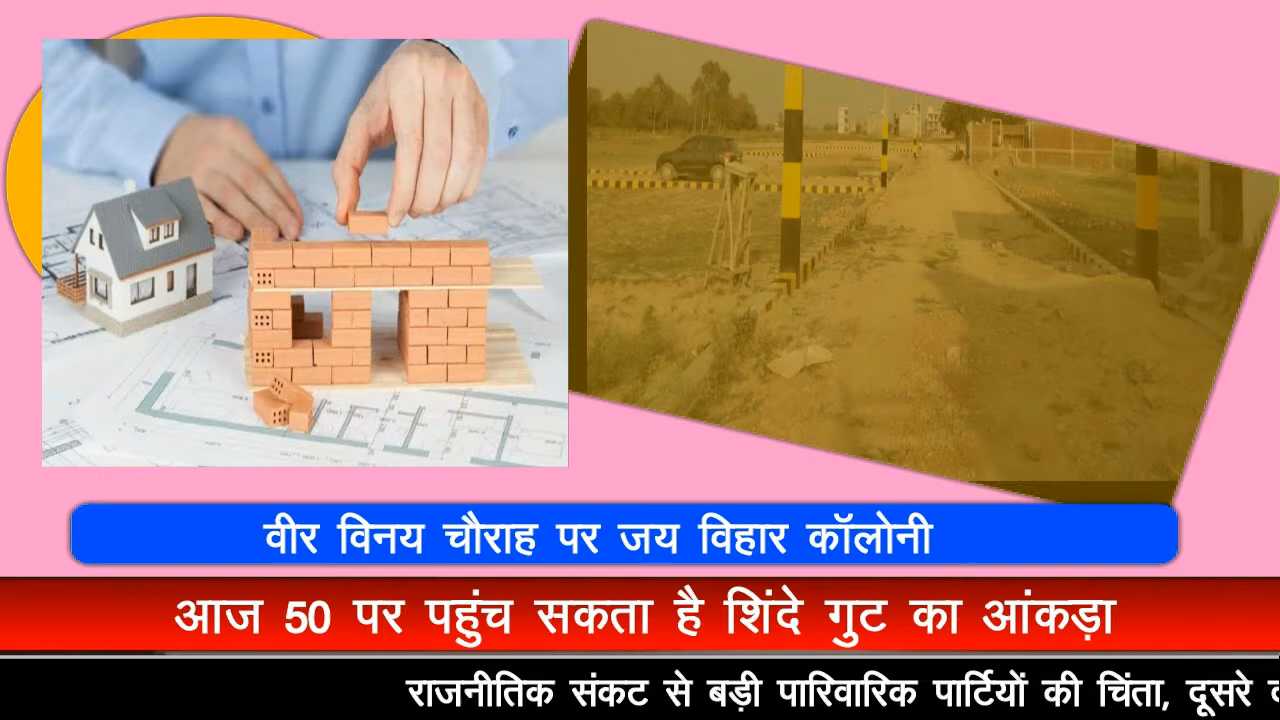 वीर विनय चौराह पर जय विहार कॉलोनी
आज 50 पर पहुंच सकता है शिंदे गुट का आंकड़ा
राजनीतिक संकट से बड़ी पारिवारिक पार्टियों की चिंता, दूसरे